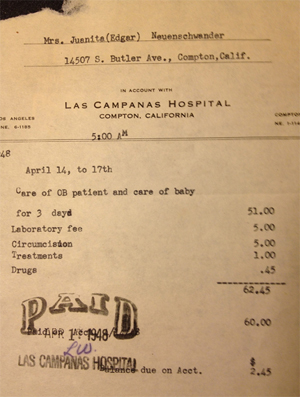 Mrs. Juanita(Edgar) Nauenschwander
14507 S. Butler Ave., Compton,Calif.
IN ACCOUNT WITH
LAS CAMPANAS HOSPITAL
COMPTON, CALIFORNIA
5:00 AM
48
April 14, to 17th
Care of OB patient and care of baby
for 3 days 51.00
Laboratory fee 5.00
Circumcision 5.00
Treatments 1.00
Drugs .45
62.45
PAID
60.00
1948
LAS CAMPANAS HOSPITAL
$
Balance due on Acct. 2.45